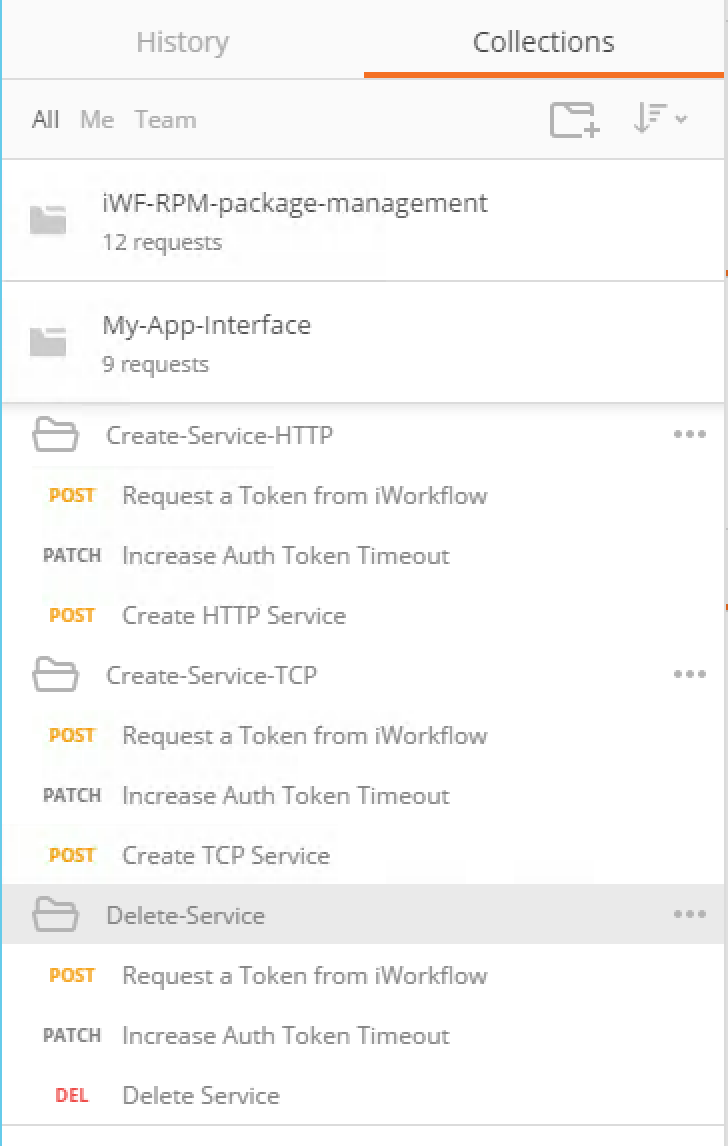 History Collections
All Me Team
iWF-RPM-package-management
12 requests
My-App-Interface
9 requests
Create-Service-HTTP
POST Request a Token from iWorkflow
PATCH Increase Auth Token Timeout
POST Create HTTP Service
Create-Service-TCP
POST Request a Token from iWorkflow
PATCH Increase Auth Token Timeout
POST Create TCP Service
Delete-Service
POST Request a Token from iWorkflow
PATCH Increase Auth Token Timeout
DEL Delete Service